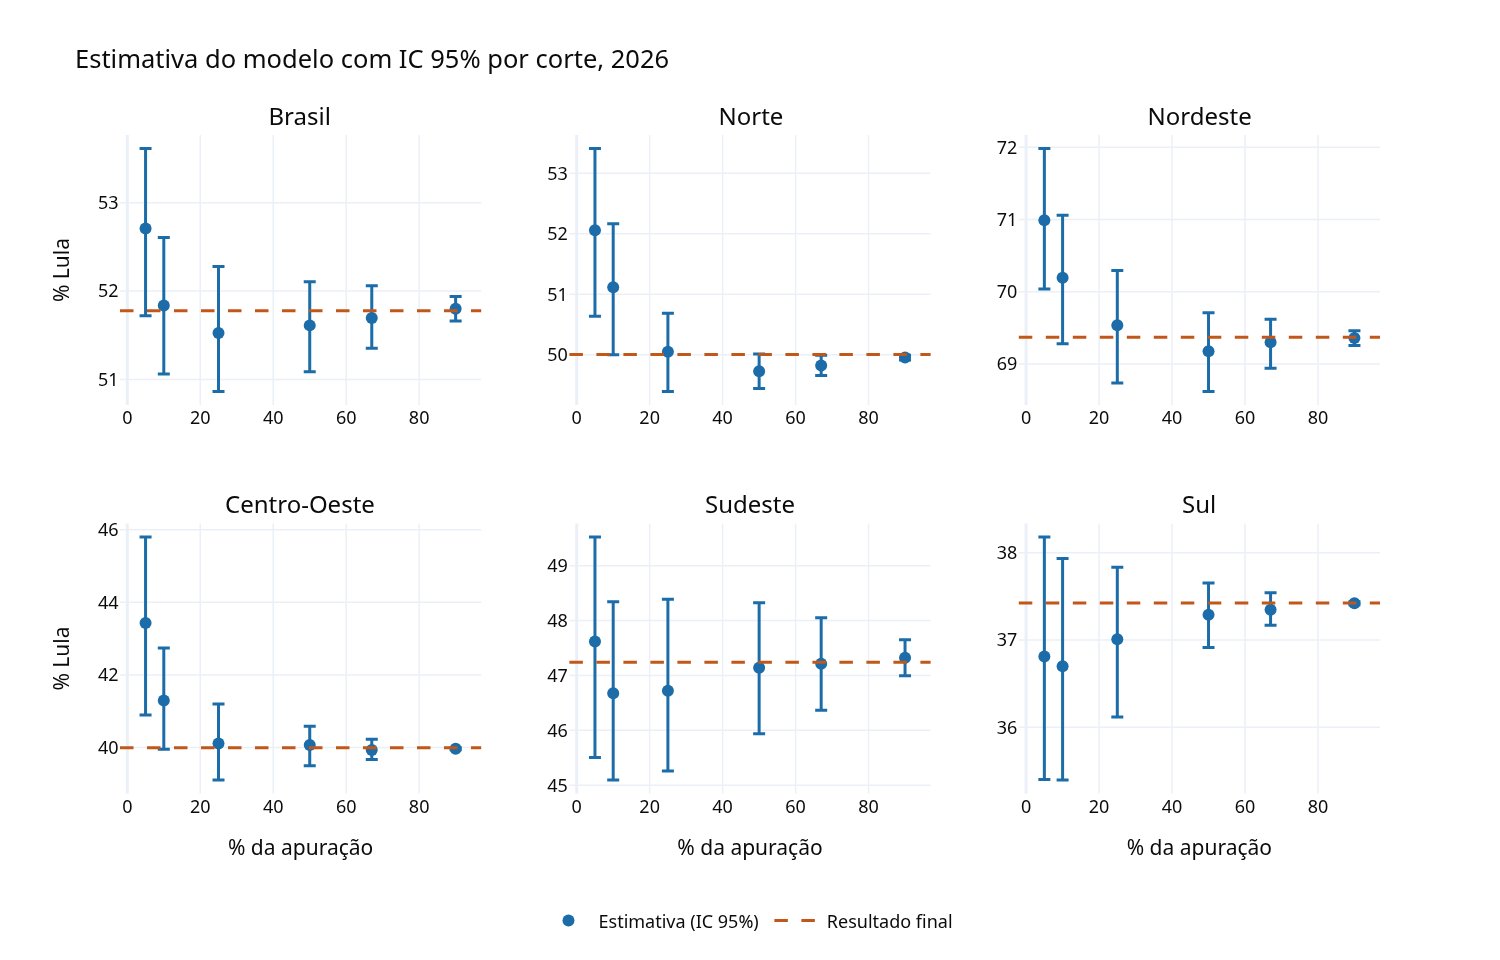 Estimativa do modelo com IC 95% por corte, 2026
Brasil
Norte
Nordeste
% Lula
53
52
51
0 20 40 60 80
53
52
51
50
0 20 40 60 80
72
71
70
69
0 20 40 60 80
Centro-Oeste
Sudeste
Sul
% Lula
46
44
42
40
0 20 40 60 80
% da apuração
49
48
47
46
45
0 20 40 60 80
% da apuração
38
37
36
0 20 40 60 80
% da apuração
Estimativa (IC 95%)
Resultado final